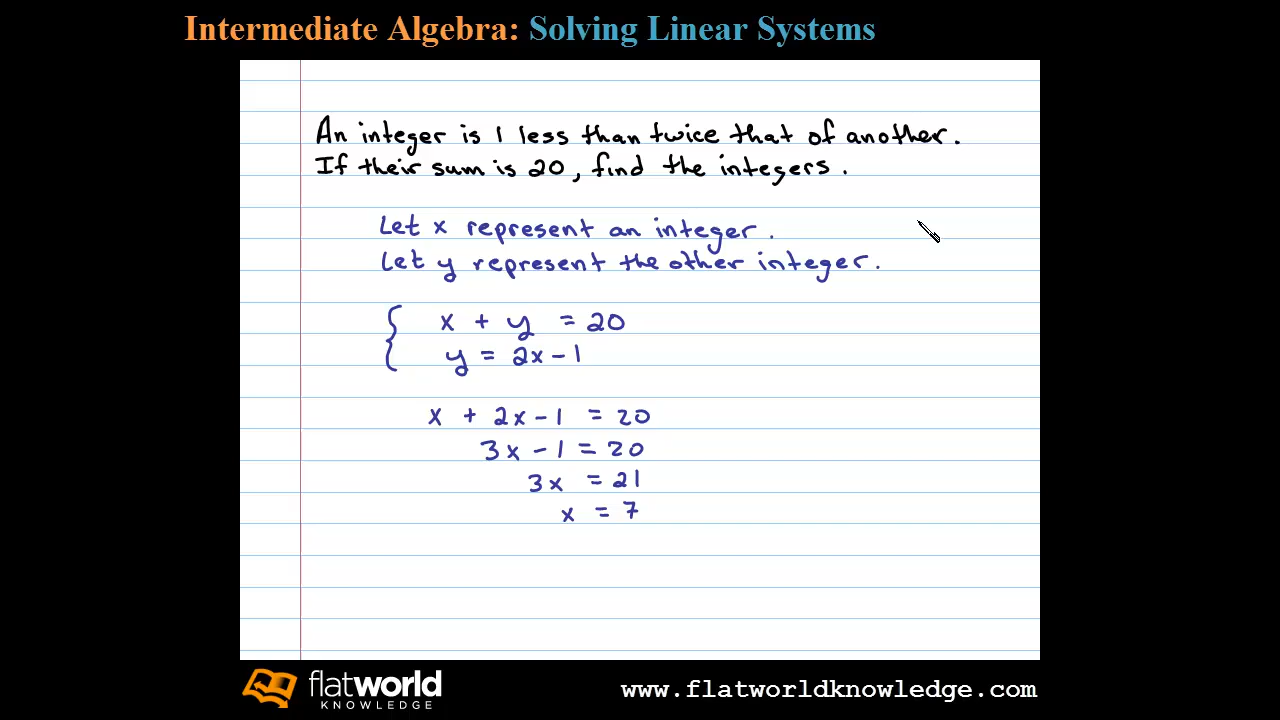 Intermediate Algebra: Solving Linear Systems
An integer is 1 less than twice that of another.
If their sum is 20, find the integers.
Let x represent an integer.
Let y represent the other integer.
x + y = 20
y = 2x - 1
x + 2x - 1 = 20
3x - 1 = 20
3x = 21
x = 7
flatworld
KNOWLEDGE
www.flatworldknowledge.com